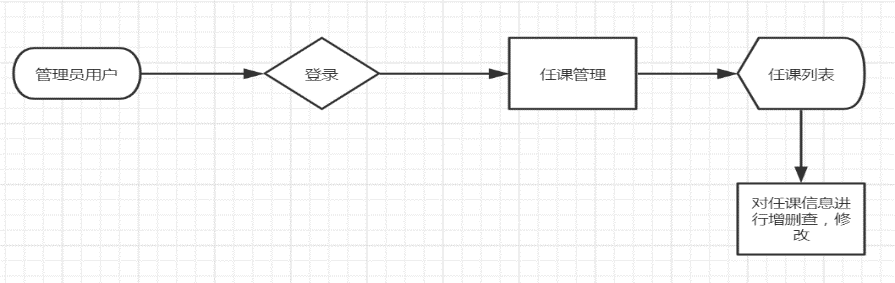 管理员用户
登录
任课管理
任课列表
对任课信息进
行增删查，修
改